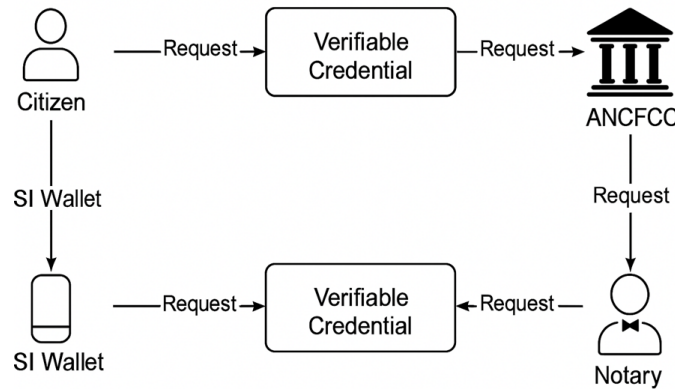 Request
Verifiable
Credential
Request
Citizen
ANCFCC
SI Wallet
Request
Request
Verifiable
Credential
Request
SI Wallet
Notary